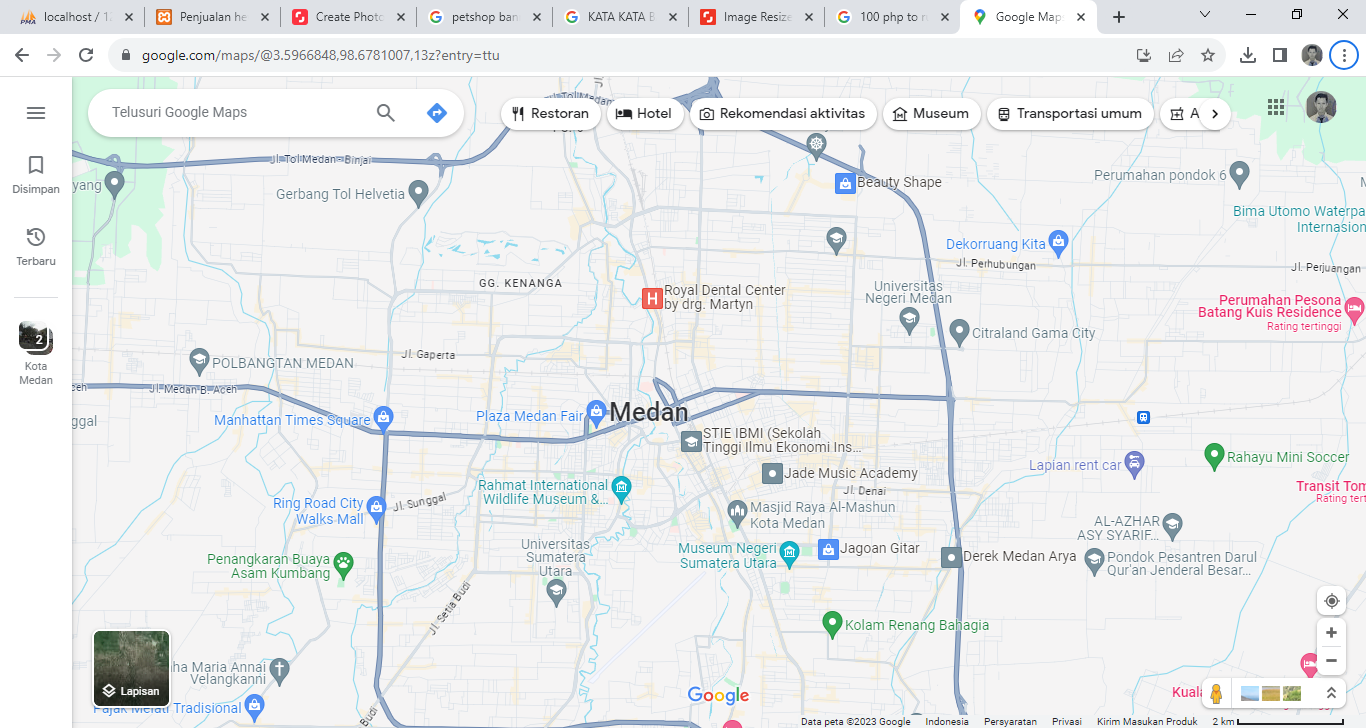 PMA
localhost / 12
Penjualan he
Create Photo
petshop ban
KATA KATA B
Image Resize
100 php to n
Google Map
google.com/maps/@3.5966848,98.6781007,13z?entry=ttu
Telusuri Google Maps
Restoran
Hotel
Rekomendasi aktivitas
Museum
Transportasi umum
A
Disimpan
Terbaru
2
Kota
Medan
Jl. Tol Medan - Binjai
yang
Gerbang Tol Helvetia
Beauty Shape
Perumahan pondok 6
Bima Utomo Waterpa
Internasion
Dekorruang Kita
Jl. Perhubungan
Jl. Perjuangan
GG. KENANGA
Royal Dental Center
by drg. Martyn
Universitas
Negeri Medan
Perumahan Pesona
Batang Kuis Residence
Rating tertinggi
Citraland Gama City
Jl. Gaperta
POLBANGTAN MEDAN
Jl. Medan B. Aceh
eh
nggal
Manhattan Times Square
Plaza Medan Fair
Medan
STIE IBMI (Sekolah
Tinggi Ilmu Ekonomi Ins...
Jade Music Academy
Jl. Denai
Lapian rent car
Rahayu Mini Soccer
Transit Tom
Rating tert
Rahmat International
Wildlife Museum &...
Ring Road City
Walks Mall
Jl. Sunggal
Masjid Raya Al-Mashun
Kota Medan
AL-AZHAR
ASY SYARIF...
Universitas
Sumatera
Utara
Museum Negeri
Sumatera Utara
Jagoan Gitar
Derek Medan Arya
Pondok Pesantren Darul
Qur'an Jenderal Besar...
Penangkaran Buaya
Asam Kumbang
Jl. Setia Budi
Kolam Renang Bahagia
ha Maria Annai
Velangkanni
Lapisan
Pajak Melati Tradisional
Budi
Kuala
Google
Data peta ©2023 Google
Indonesia
Persyaratan
Privasi
Kirim Masukan Produk
2 km